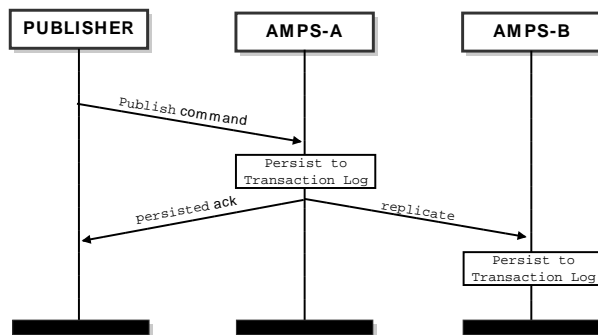 PUBLISHER
AMPS-A
AMPS-B
Publish command
Persist to
Transaction Log
persisted ack
replicate
Persist to
Transaction Log